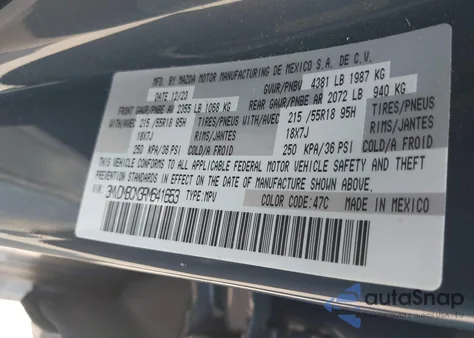 MFD. BY MAZDA MOTOR MANUFACTURING DE MEXICO S.A. DE C.V.
DATE 12/23 GVWR/PNBV 4381 LB 1987 KG
FRONT GAWR/PNBE AV 2355 LB 1068 KG REAR GAWR/PNBE AR 2072 LB 940 KG
WITH/AVEC 215 /55R18 95H TIRES/PNEUS WITH/AVEC 215 /55R18 95H TIRES/PNEUS
18X7J RIMS/JANTES 18X7J RIMS/JANTES
250 KPA/36 PSI COLD/A FROID 250 KPA/36 PSI COLD/A FROID
THIS VEHICLE CONFORMS TO ALL APPLICABLE FEDERAL MOTOR VEHICLE SAFETY AND THEFT
PREVENTION STANDARDS IN EFFECT ON THE DATE OF MANUFACTURE SHOWN ABOVE.
VIN: TYPE:MPV COLOR CODE:47C MADE IN MEXICO
autoSnap